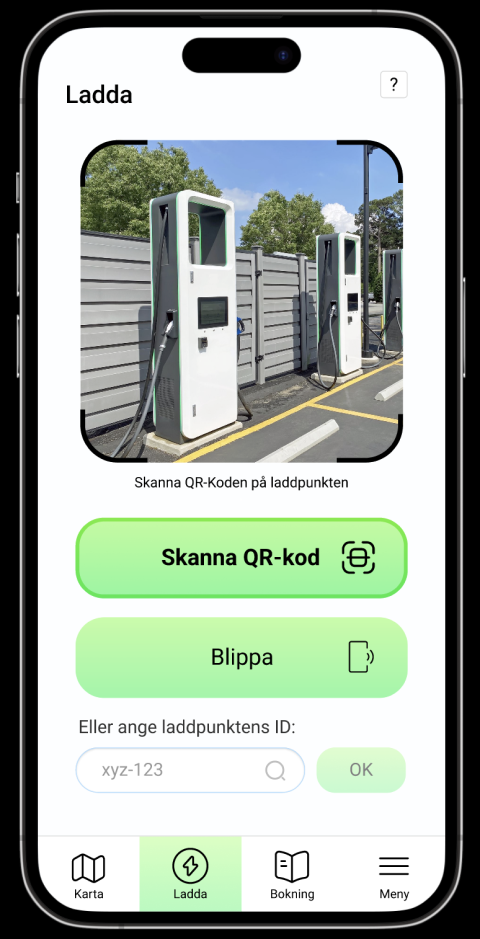 Ladda
?
Skanna QR-Koden på laddpunkten
Skanna QR-kod
Blippa
Eller ange laddpunktens ID:
xyz-123
OK
Karta
Ladda
Bokning
Meny